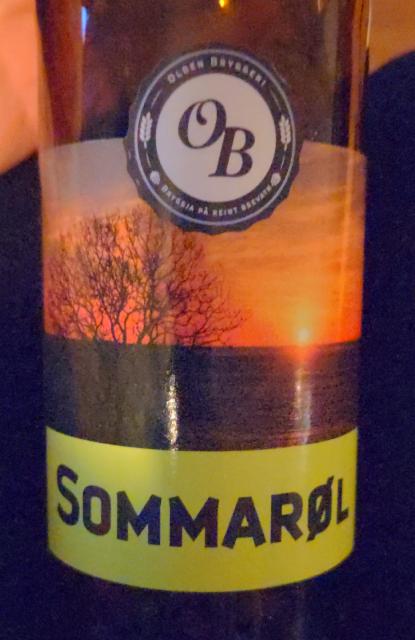 OLDEN BRYGGERI
OB
BRYGGJA PÅ REINT BREVATN
SOMMARØL